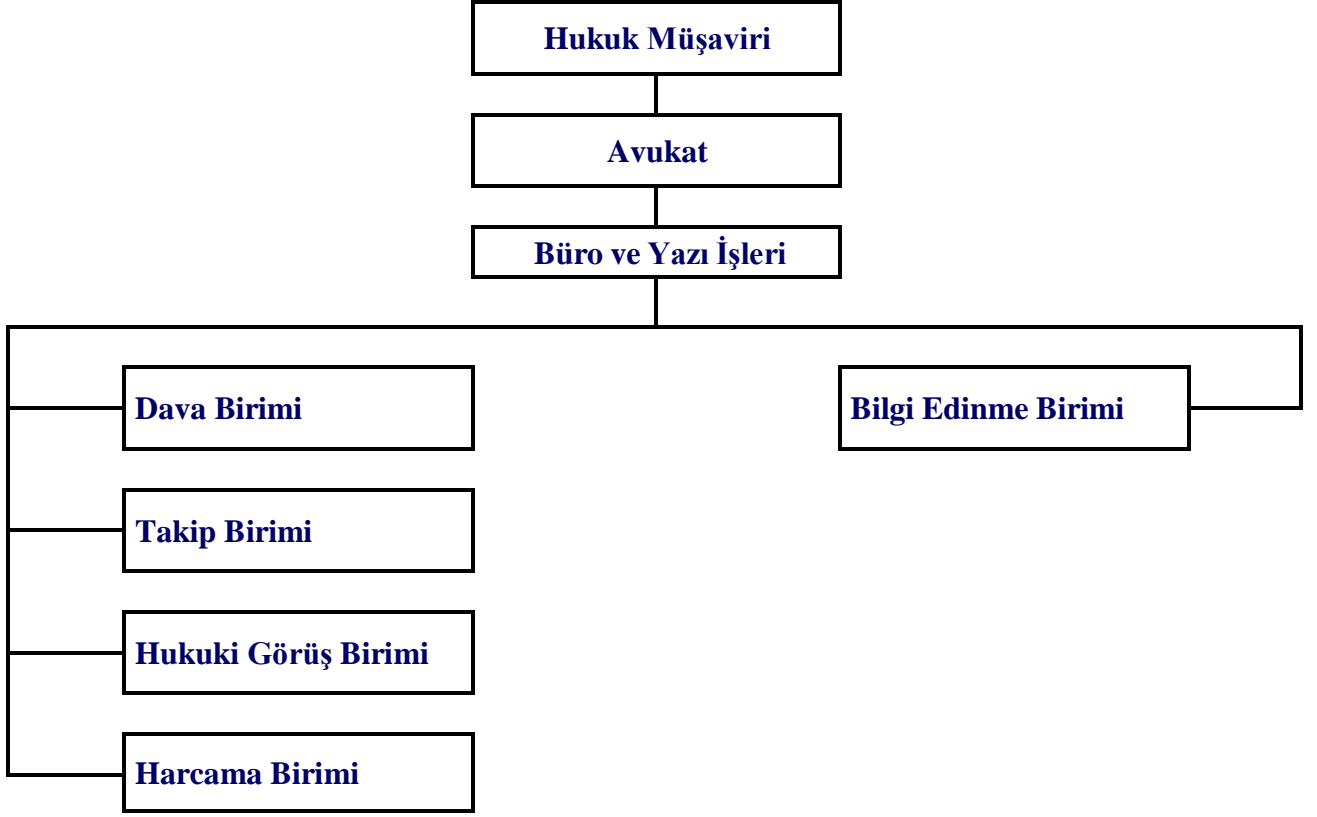 Hukuk Müşaviri
Avukat
Büro ve Yazı İşleri
Dava Birimi
Bilgi Edinme Birimi
Takip Birimi
Hukuki Görüş Birimi
Harcama Birimi